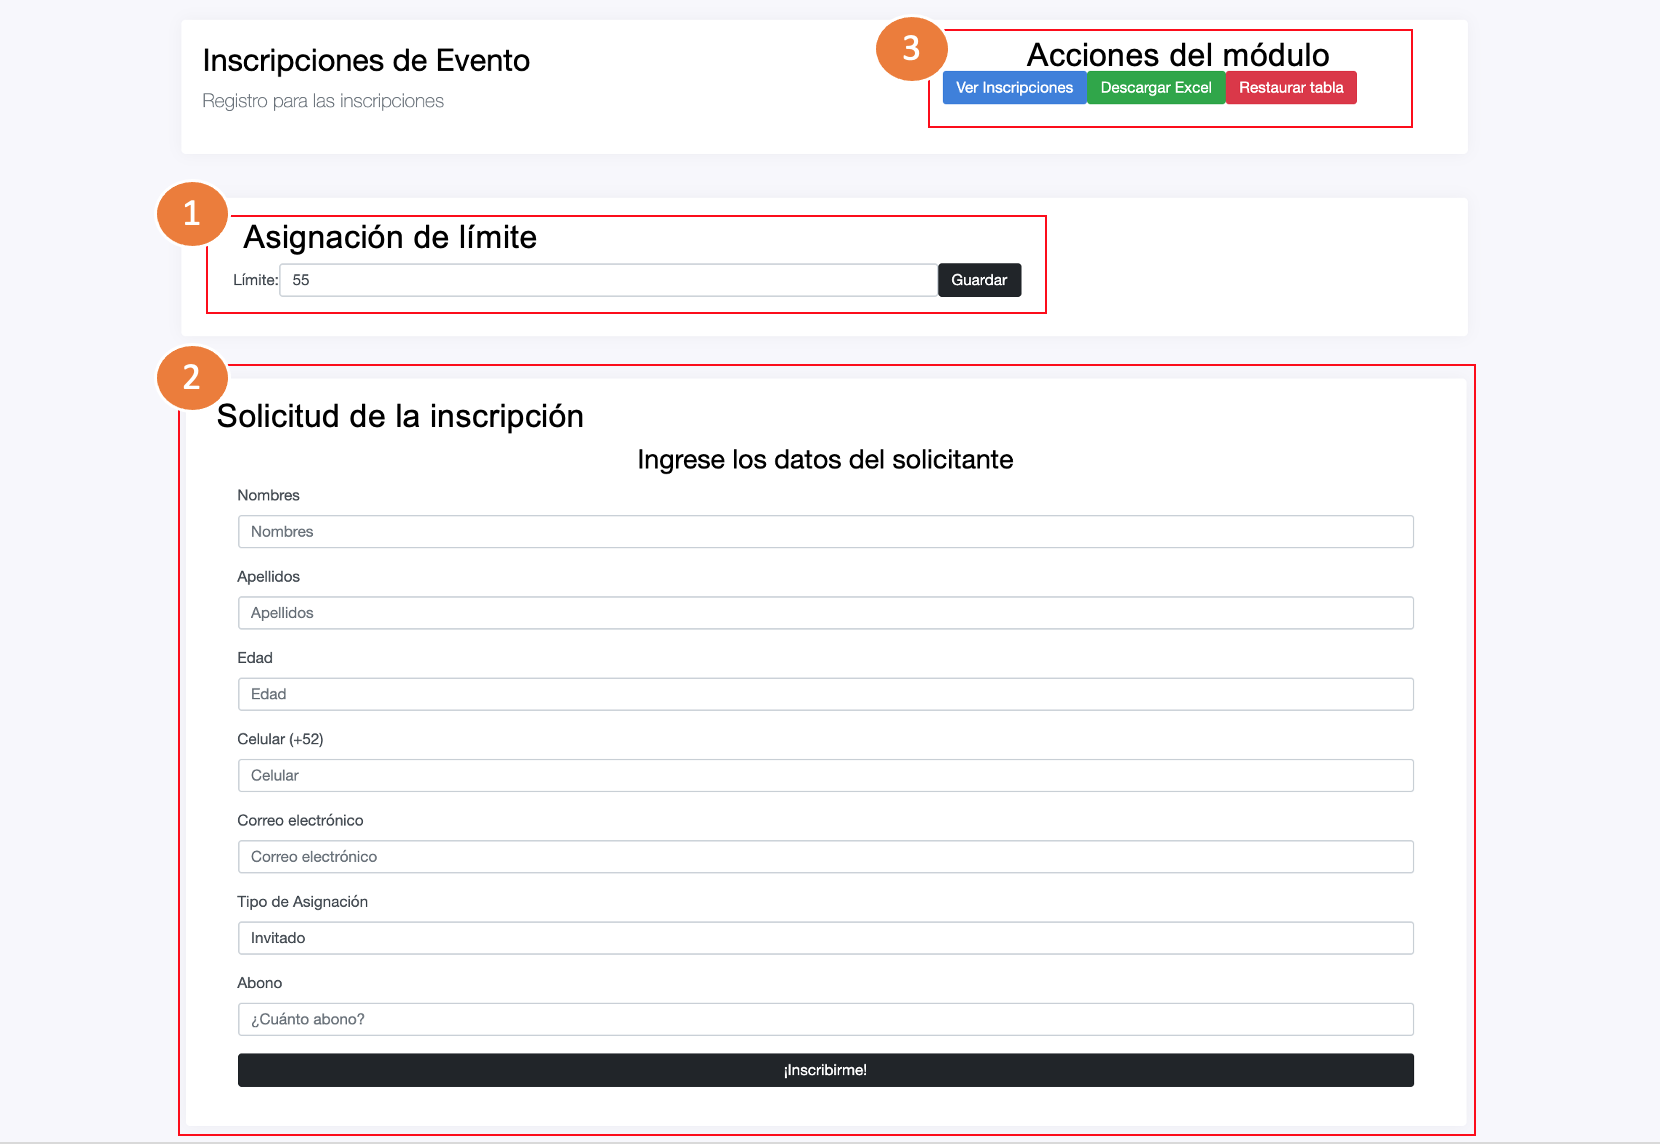 Inscripciones de Evento
Registro para las inscripciones
3
Acciones del módulo
Ver Inscripciones Descargar Excel Restaurar tabla
1
Asignación de límite
Límite: 55 Guardar
2
Solicitud de la inscripción
Ingrese los datos del solicitante
Nombres
Nombres
Apellidos
Apellidos
Edad
Edad
Celular (+52)
Celular
Correo electrónico
Correo electrónico
Tipo de Asignación
Invitado
Abono
¿Cuánto abono?
¡Inscribirme!